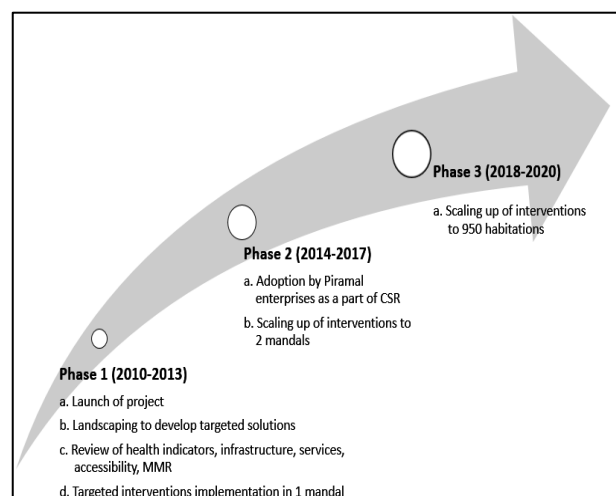 Phase 3 (2018-2020)
a. Scaling up of interventions
to 950 habitations
Phase 2 (2014-2017)
a. Adoption by Piramal
enterprises as a part of CSR
b. Scaling up of interventions to
2 mandals
Phase 1 (2010-2013)
a. Launch of project
b. Landscaping to develop targeted solutions
c. Review of health indicators, infrastructure, services,
accessibility, MMR
d. Targeted interventions implementation in 1 mandal